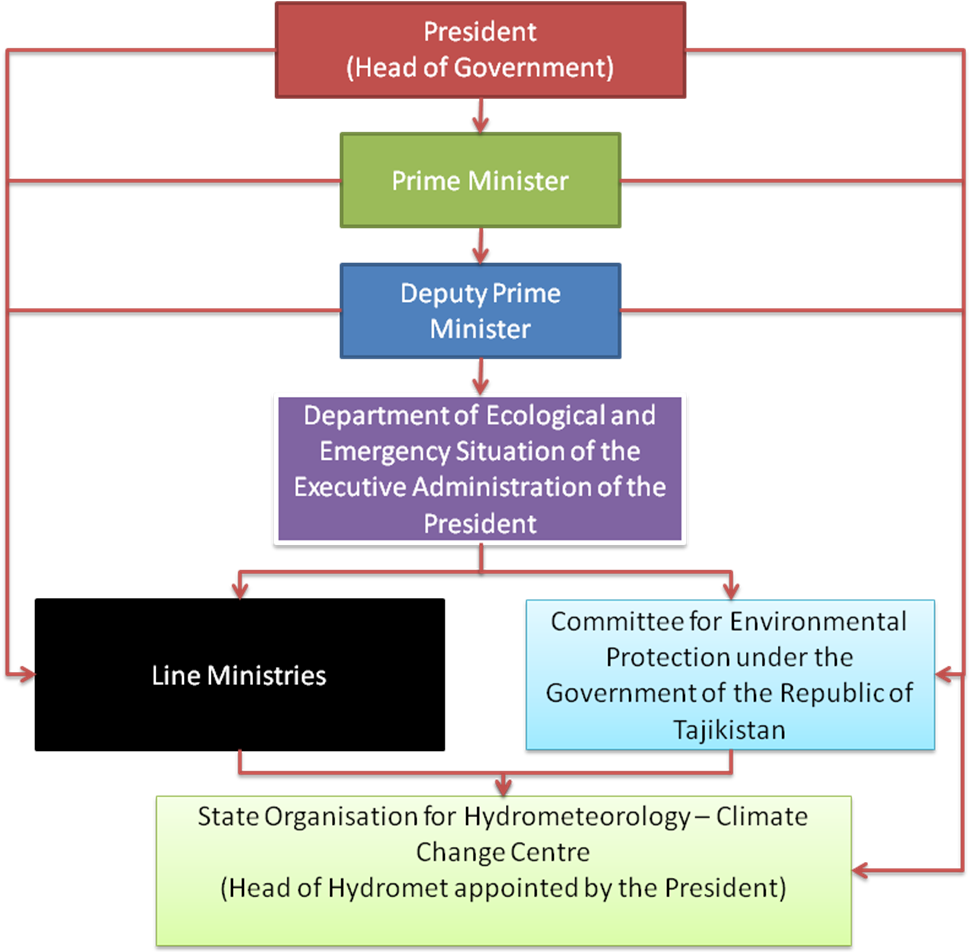 President
(Head of Government)
Prime Minister
Deputy Prime
Minister
Department of Ecological and
Emergency Situation of the
Executive Administration of the
President
Line Ministries
Committee for Environmental
Protection under the
Government of the Republic of
Tajikistan
State Organisation for Hydrometeorology – Climate
Change Centre
(Head of Hydromet appointed by the President)